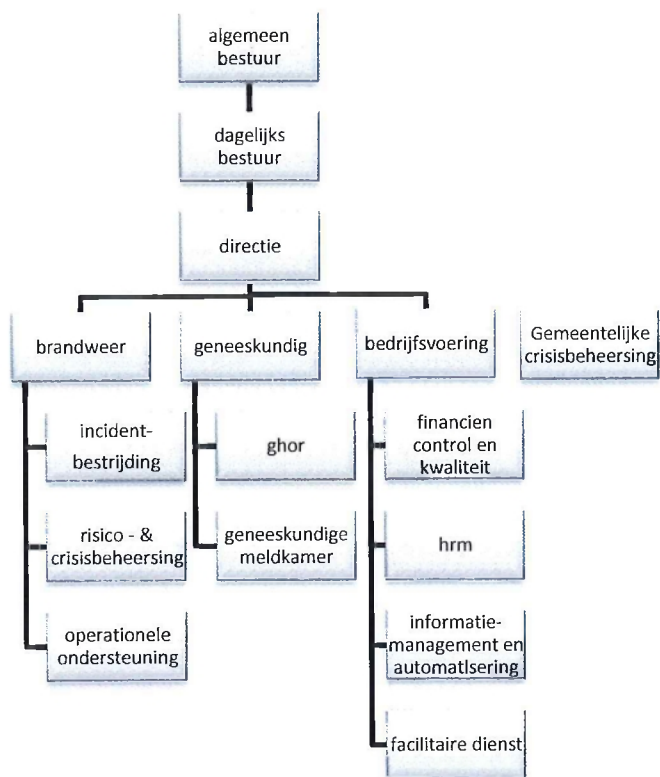 algemeen
bestuur
dagelijks
bestuur
directie
brandweer
geneeskundig
bedrijfsvoering
Gemeentelijke
crisisbeheersing
incident-
bestrijding
risico - &
crisisbeheersing
operationele
ondersteuning
ghor
geneeskundige
meldkamer
financien
control en
kwaliteit
hrm
informatie-
management en
automatisering
facilitaire dienst